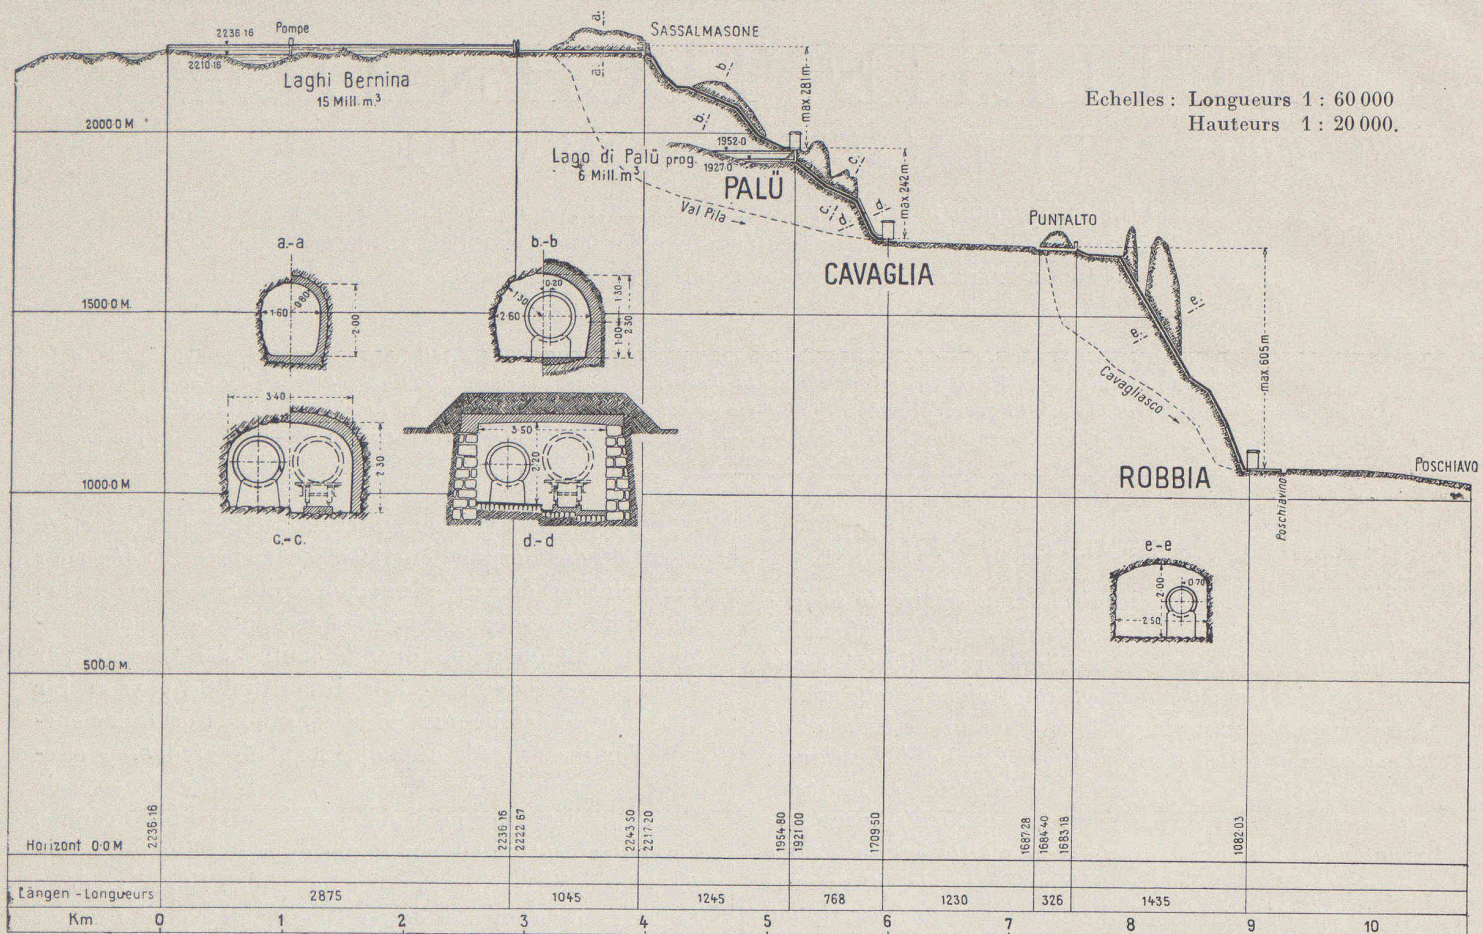 2236·16
Pompe
SASSALMASONE
2210·16
Laghi Bernina
15 Mill. m³
max 281m
Echelles : Longueurs 1 : 60 000
Hauteurs 1 : 20 000.
2000·0 M
a.
a.
b.
b.
1952·0
Lago di Palü prog.
6 Mill. m³
1927·0
PALÜ
max 242m
c.
c.
d.
d.
Val Pila
PUNTALTO
CAVAGLIA
a.-a
b.-b
1500·0 M.
1·60
0·80
2·00
1·30
0·20
2·60
1·30
1·00
2·30
e.
e.
max. 605m
Cavagliasco
3·40
2·30
c.- c.
3·50
2·20
d.-d
1000·0 M
ROBBIA
POSCHIAVO
Poschiavino
e-e
2·00
0·70
2·50
500·0 M.
Horizont 0·0 M
2236·16
2236·16
2222·67
2243·50
2217·20
1954·80
1921·00
1709·50
1687·28
1684·40
1683·18
1082·03
Längen - Longueurs 2875 1045 1245 768 1230 326 1435
Km. 0 1 2 3 4 5 6 7 8 9 10